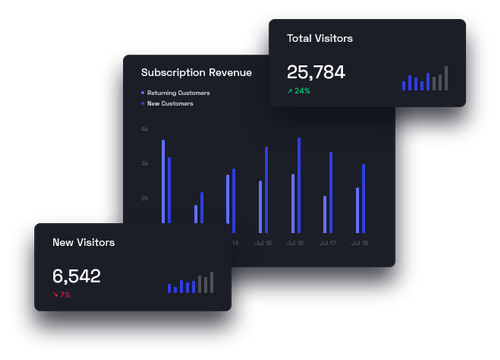 Total Visitors
25,784
↗ 24%
Subscription Revenue
Returning Customers
New Customers
4k
3k
2k
14 Jul 15 Jul 16 Jul 17 Jul 18
New Visitors
6,542
↘ 7%